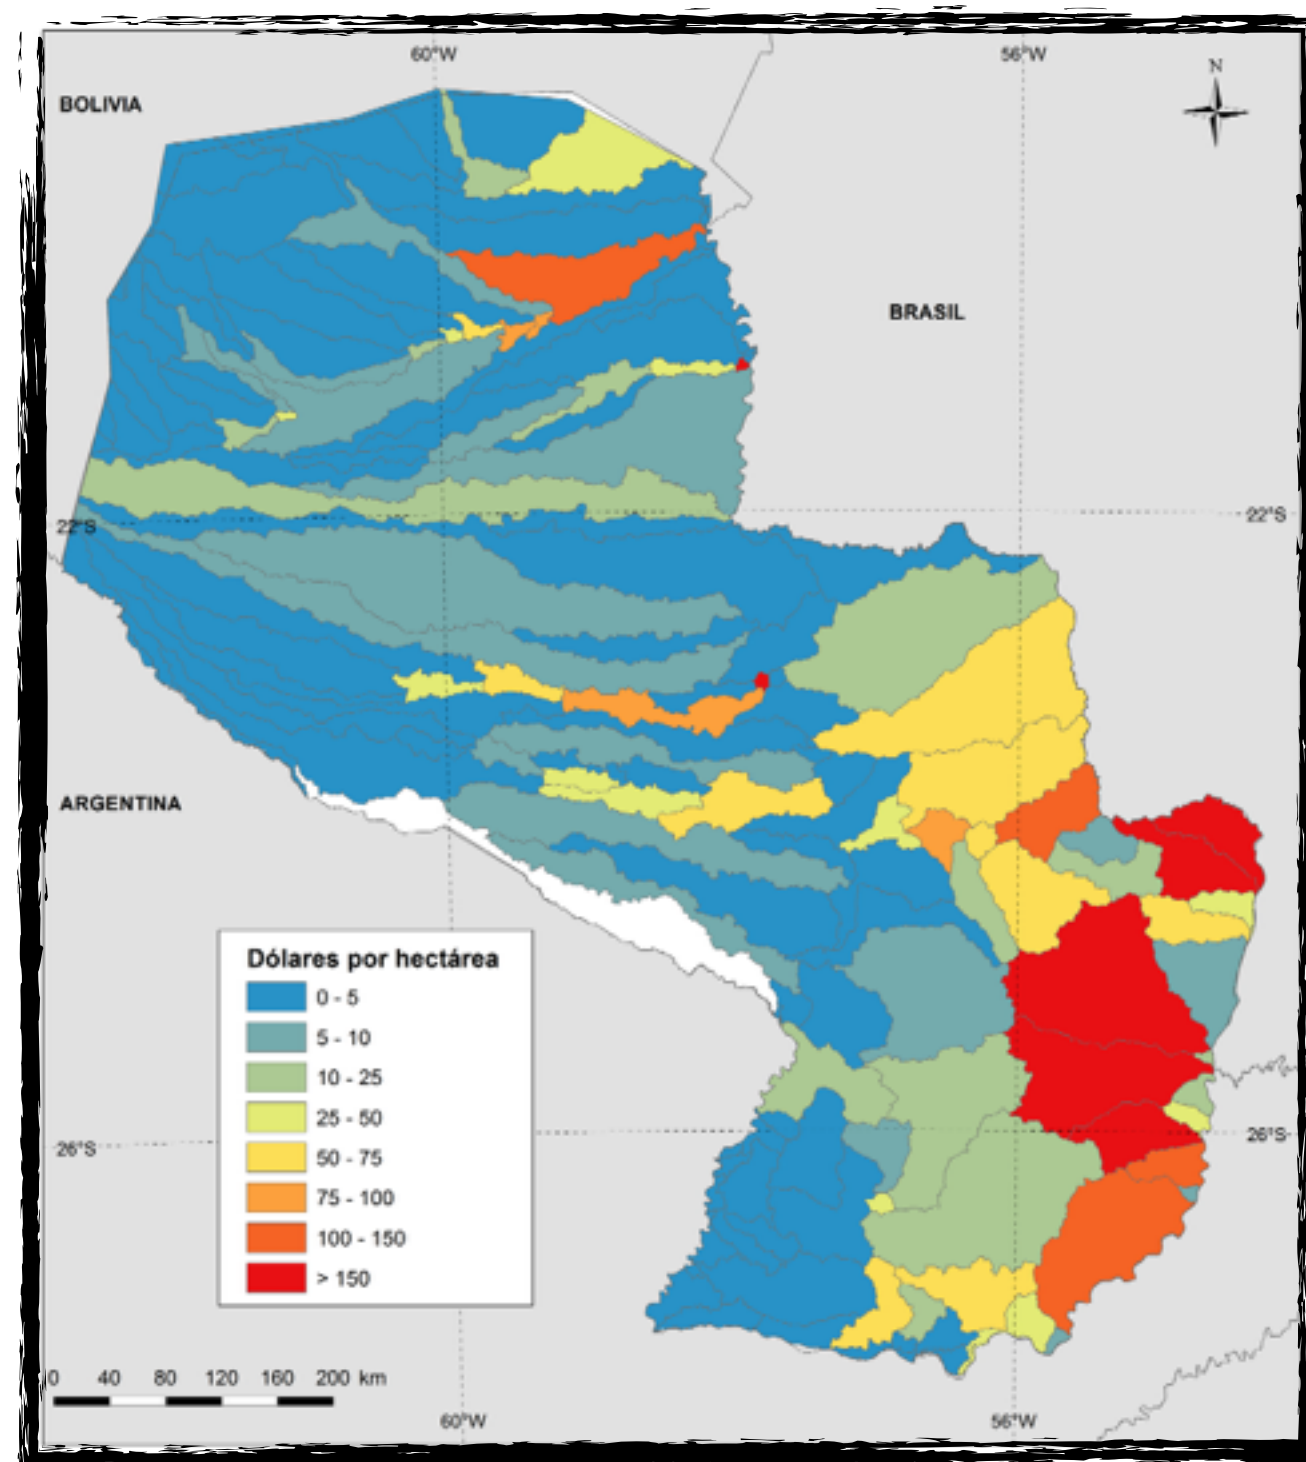 60°W
56°W
N
BOLIVIA
BRASIL
22°S
22°S
ARGENTINA
Dólares por hectárea
0 - 5
5 - 10
10 - 25
25 - 50
50 - 75
75 - 100
100 - 150
> 150
26°S
26°S
0 40 80 120 160 200 km
60°W
56°W